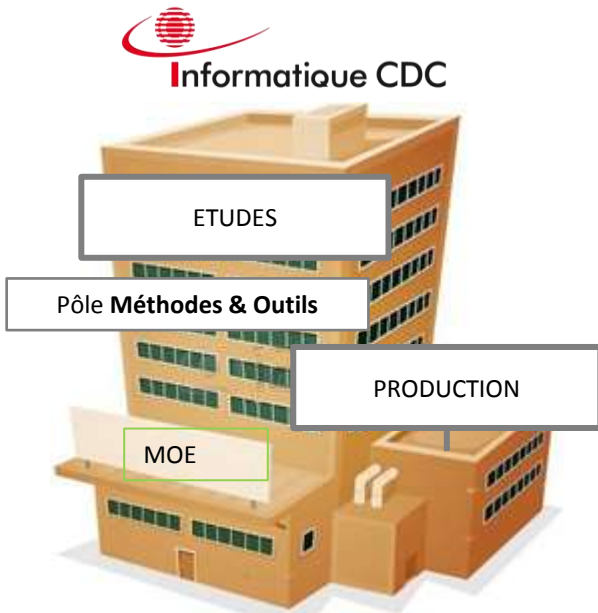 Informatique CDC
ETUDES
Pôle Méthodes & Outils
PRODUCTION
MOE